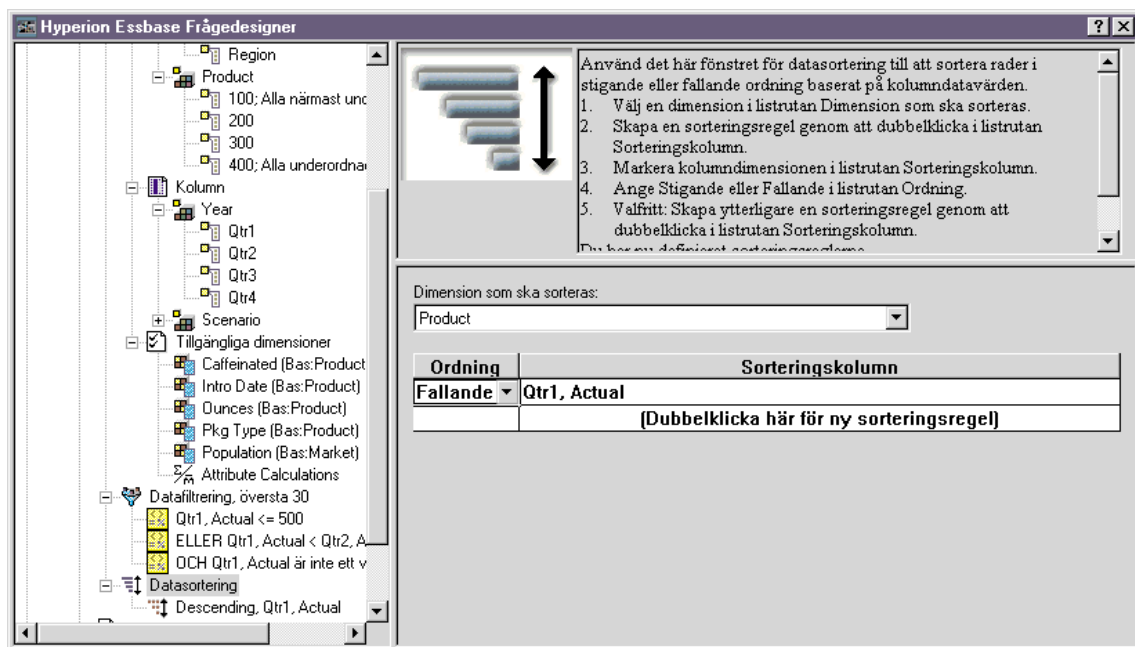 Hyperion Essbase Frågedesigner
Region
Product
100; Alla närmast und
200
300
400; Alla underordnad
Kolumn
Year
Qtr1
Qtr2
Qtr3
Qtr4
Scenario
Tillgängliga dimensioner
Caffeinated (Bas:Product
Intro Date (Bas:Product)
Ounces (Bas:Product)
Pkg Type (Bas:Product)
Population (Bas:Market)
Attribute Calculations
Datafiltrering, översta 30
Qtr1, Actual <= 500
ELLER Qtr1, Actual < Qtr2, A
OCH Qtr1, Actual är inte ett v
Datasortering
Descending, Qtr1, Actual
Använd det här fönstret för datasortering till att sortera rader i
stigande eller fallande ordning baserat på kolumndatavärden.
1. Välj en dimension i listrutan Dimension som ska sorteras.
2. Skapa en sorteringsregel genom att dubbelklicka i listrutan
Sorteringskolumn.
3. Markera kolumndimensionen i listrutan Sorteringskolumn.
4. Ange Stigande eller Fallande i listrutan Ordning.
5. Valfritt: Skapa ytterligare en sorteringsregel genom att
dubbelklicka i listrutan Sorteringskolumn.
Du har nu definierat sorteringsreglerna
Dimension som ska sorteras:
Product
Ordning Sorteringskolumn
Fallande Qtr1, Actual
(Dubbelklicka här för ny sorteringsregel)